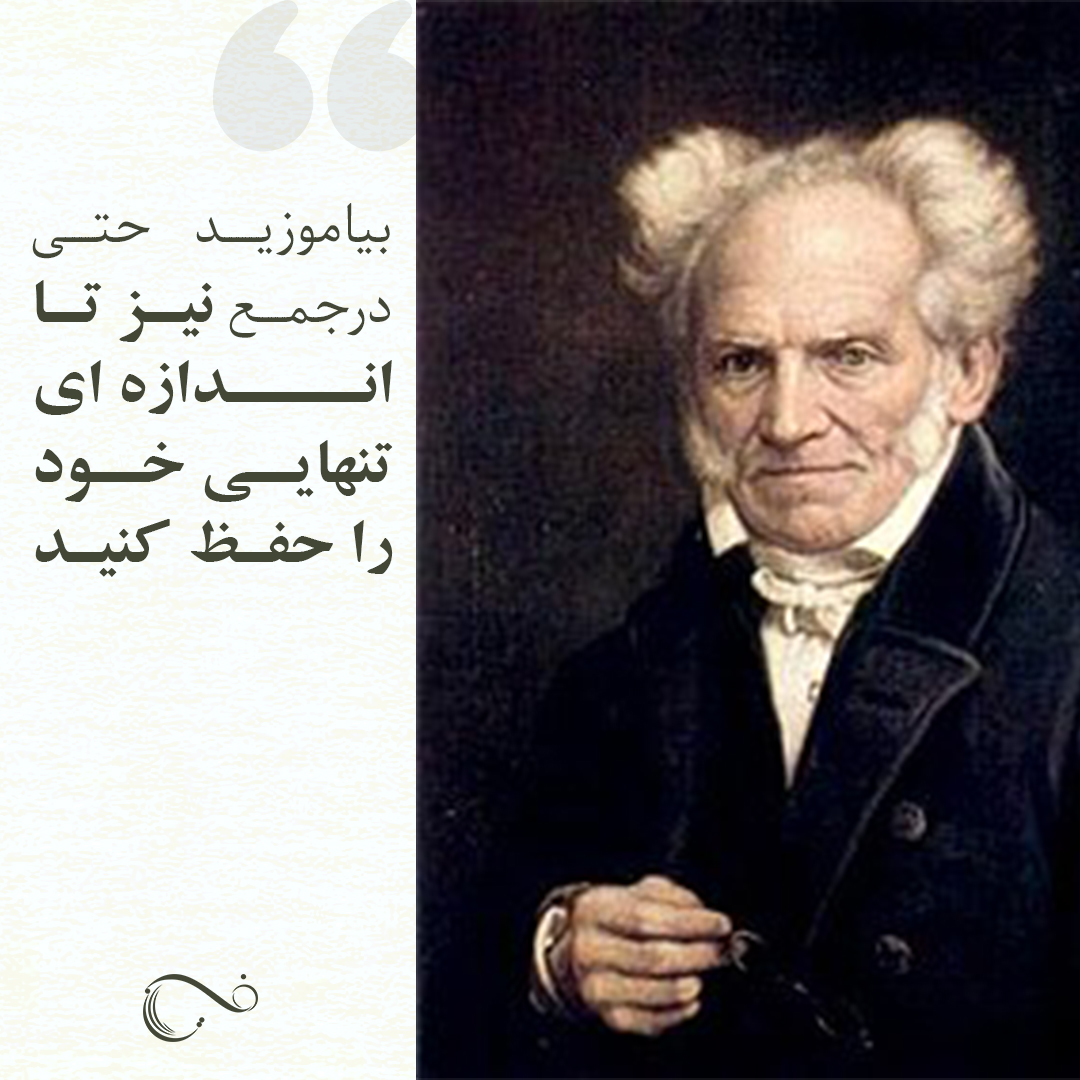 بیاموزید حتی
درجمع نیز تا
اندازه ای
تنهایی خود
را حفظ کنید